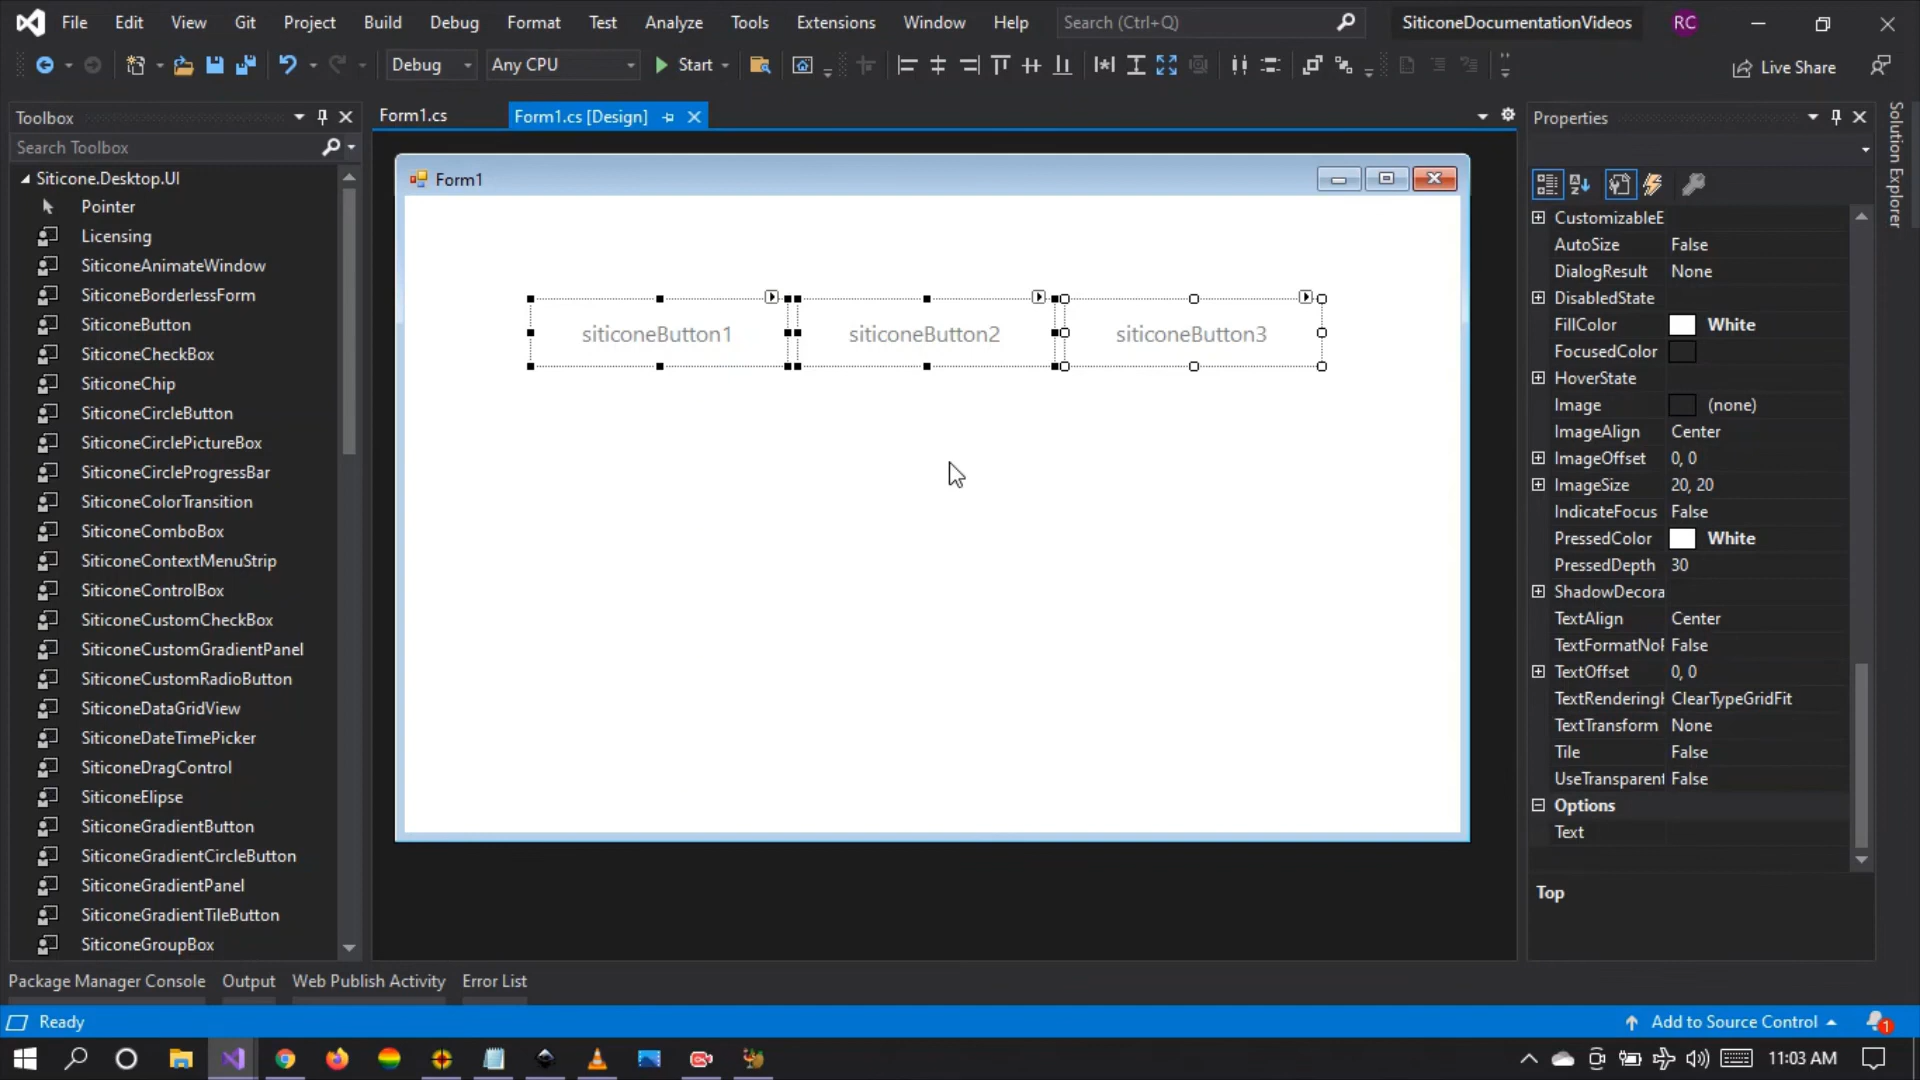 File Edit View Git Project Build Debug Format Test Analyze Tools Extensions Window Help Search (Ctrl+Q) SiticoneDocumentationVideos RC
Debug Any CPU Start Live Share
Toolbox
Search Toolbox
Siticone.Desktop.UI
Pointer
Licensing
SiticoneAnimateWindow
SiticoneBorderlessForm
SiticoneButton
SiticoneCheckBox
SiticoneChip
SiticoneCircleButton
SiticoneCirclePictureBox
SiticoneCircleProgressBar
SiticoneColorTransition
SiticoneComboBox
SiticoneContextMenuStrip
SiticoneControlBox
SiticoneCustomCheckBox
SiticoneCustomGradientPanel
SiticoneCustomRadioButton
SiticoneDataGridView
SiticoneDateTimePicker
SiticoneDragControl
SiticoneElipse
SiticoneGradientButton
SiticoneGradientCircleButton
SiticoneGradientPanel
SiticoneGradientTileButton
SiticoneGroupBox
Form1.cs Form1.cs [Design]
Form1
siticoneButton1 siticoneButton2 siticoneButton3
Properties
CustomizableE
AutoSize False
DialogResult None
DisabledState
FillColor White
FocusedColor
HoverState
Image (none)
ImageAlign Center
ImageOffset 0, 0
ImageSize 20, 20
IndicateFocus False
PressedColor White
PressedDepth 30
ShadowDecora
TextAlign Center
TextFormatNoP False
TextOffset 0, 0
TextRenderingH ClearTypeGridFit
TextTransform None
Tile False
UseTransparent False
Options
Text
Top
Solution Explorer
Package Manager Console Output Web Publish Activity Error List
Ready Add to Source Control 1
11:03 AM